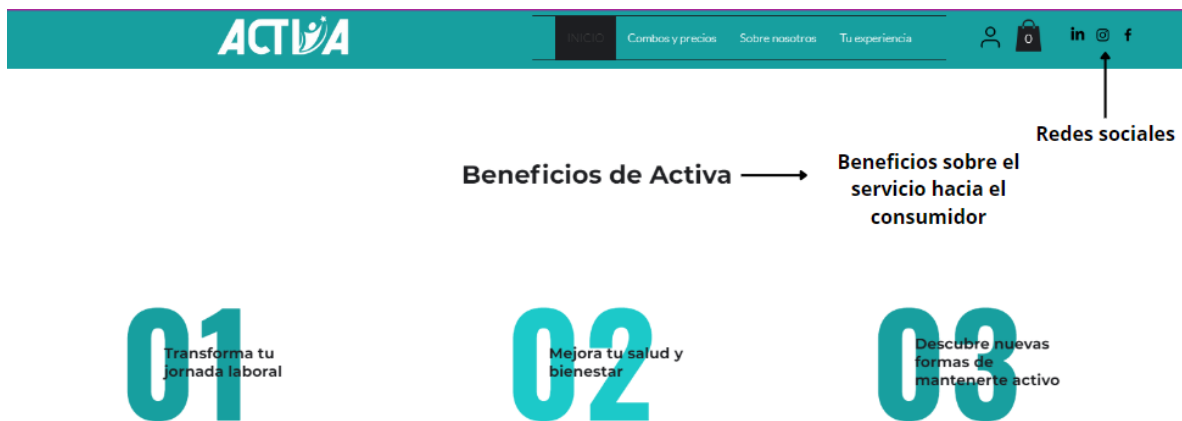 ACTIVA
INICIO Combos y precios Sobre nosotros Tu experiencia 0 in f
Redes sociales
Beneficios de Activa
Beneficios sobre el
servicio hacia el
consumidor
01
Transforma tu
jornada laboral
02
Mejora tu salud y
bienestar
03
Descubre nuevas
formas de
mantenerte activo